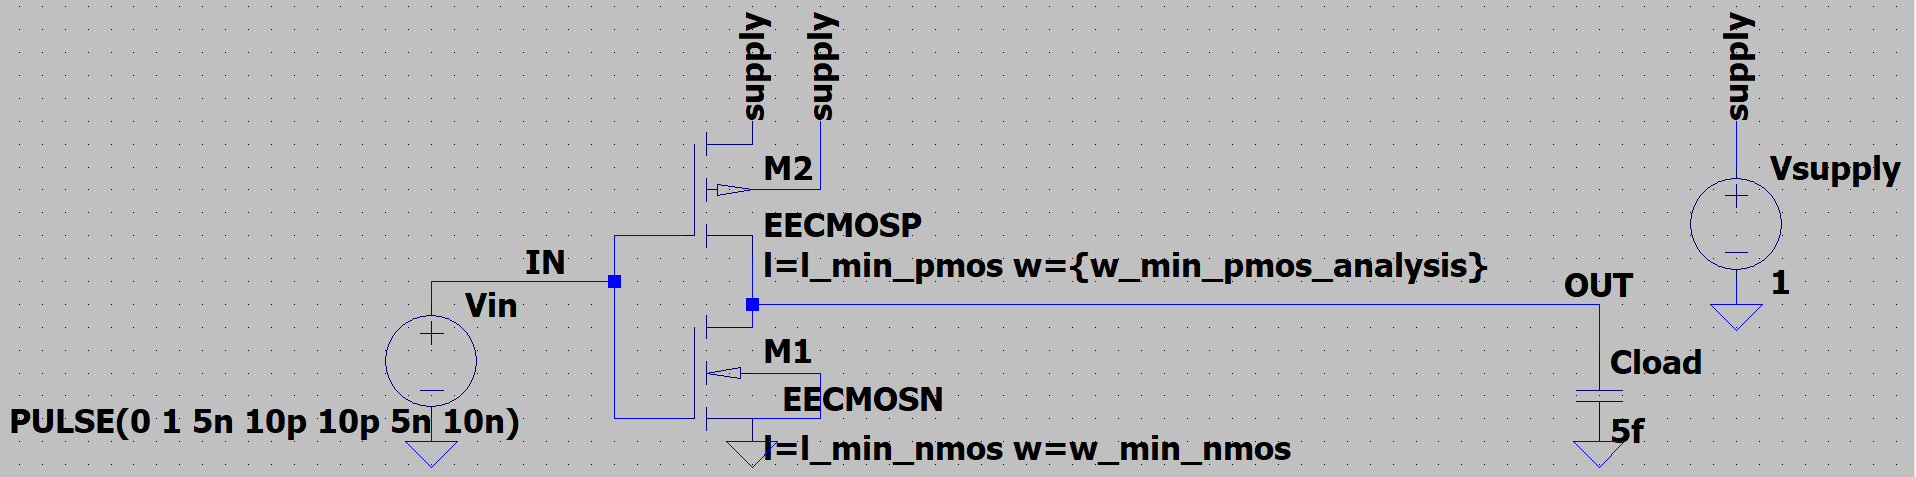 supply
supply
supply
M2
Vsupply
EECMOSP
IN
l=l_min_pmos w={w_min_pmos_analysis}
1
OUT
Vin
M1
Cload
EECMOSN
PULSE(0 1 5n 10p 10p 5n 10n)
5f
l=l_min_nmos w=w_min_nmos